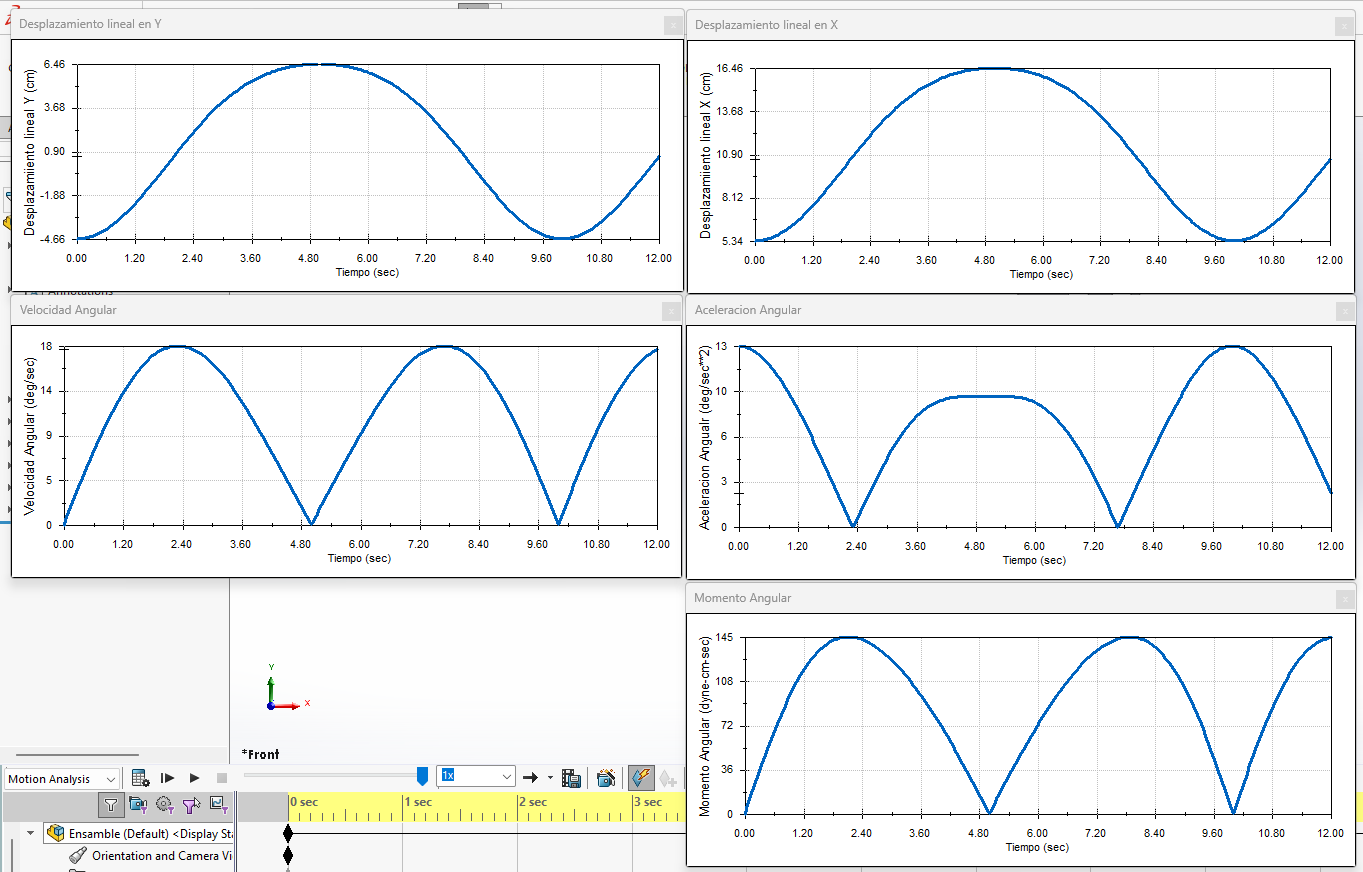 Desplazamiento lineal en Y
Desplazamiiento lineal Y (cm)
6.46
3.68
0.90
-1.88
-4.66
0.00 1.20 2.40 3.60 4.80 6.00 7.20 8.40 9.60 10.80 12.00
Tiempo (sec)
Desplazamiento lineal en X
Desplazamiiento lineal X (cm)
16.46
13.68
10.90
8.12
5.34
0.00 1.20 2.40 3.60 4.80 6.00 7.20 8.40 9.60 10.80 12.00
Tiempo (sec)
Annotations
Velocidad Angular
Velocidad Angular (deg/sec)
18
14
9
5
0
0.00 1.20 2.40 3.60 4.80 6.00 7.20 8.40 9.60 10.80 12.00
Tiempo (sec)
Aceleracion Angular
Aceleracion Angualr (deg/sec**2)
13
10
6
3
0
0.00 1.20 2.40 3.60 4.80 6.00 7.20 8.40 9.60 10.80 12.00
Tiempo (sec)
Momento Angular
Momento Angular (dyne-cm-sec)
145
108
72
36
0
0.00 1.20 2.40 3.60 4.80 6.00 7.20 8.40 9.60 10.80 12.00
Tiempo (sec)
Y
X
*Front
Motion Analysis
1x
0 sec 1 sec 2 sec 3 sec
Ensamble (Default) <Display Sta
Orientation and Camera Vi